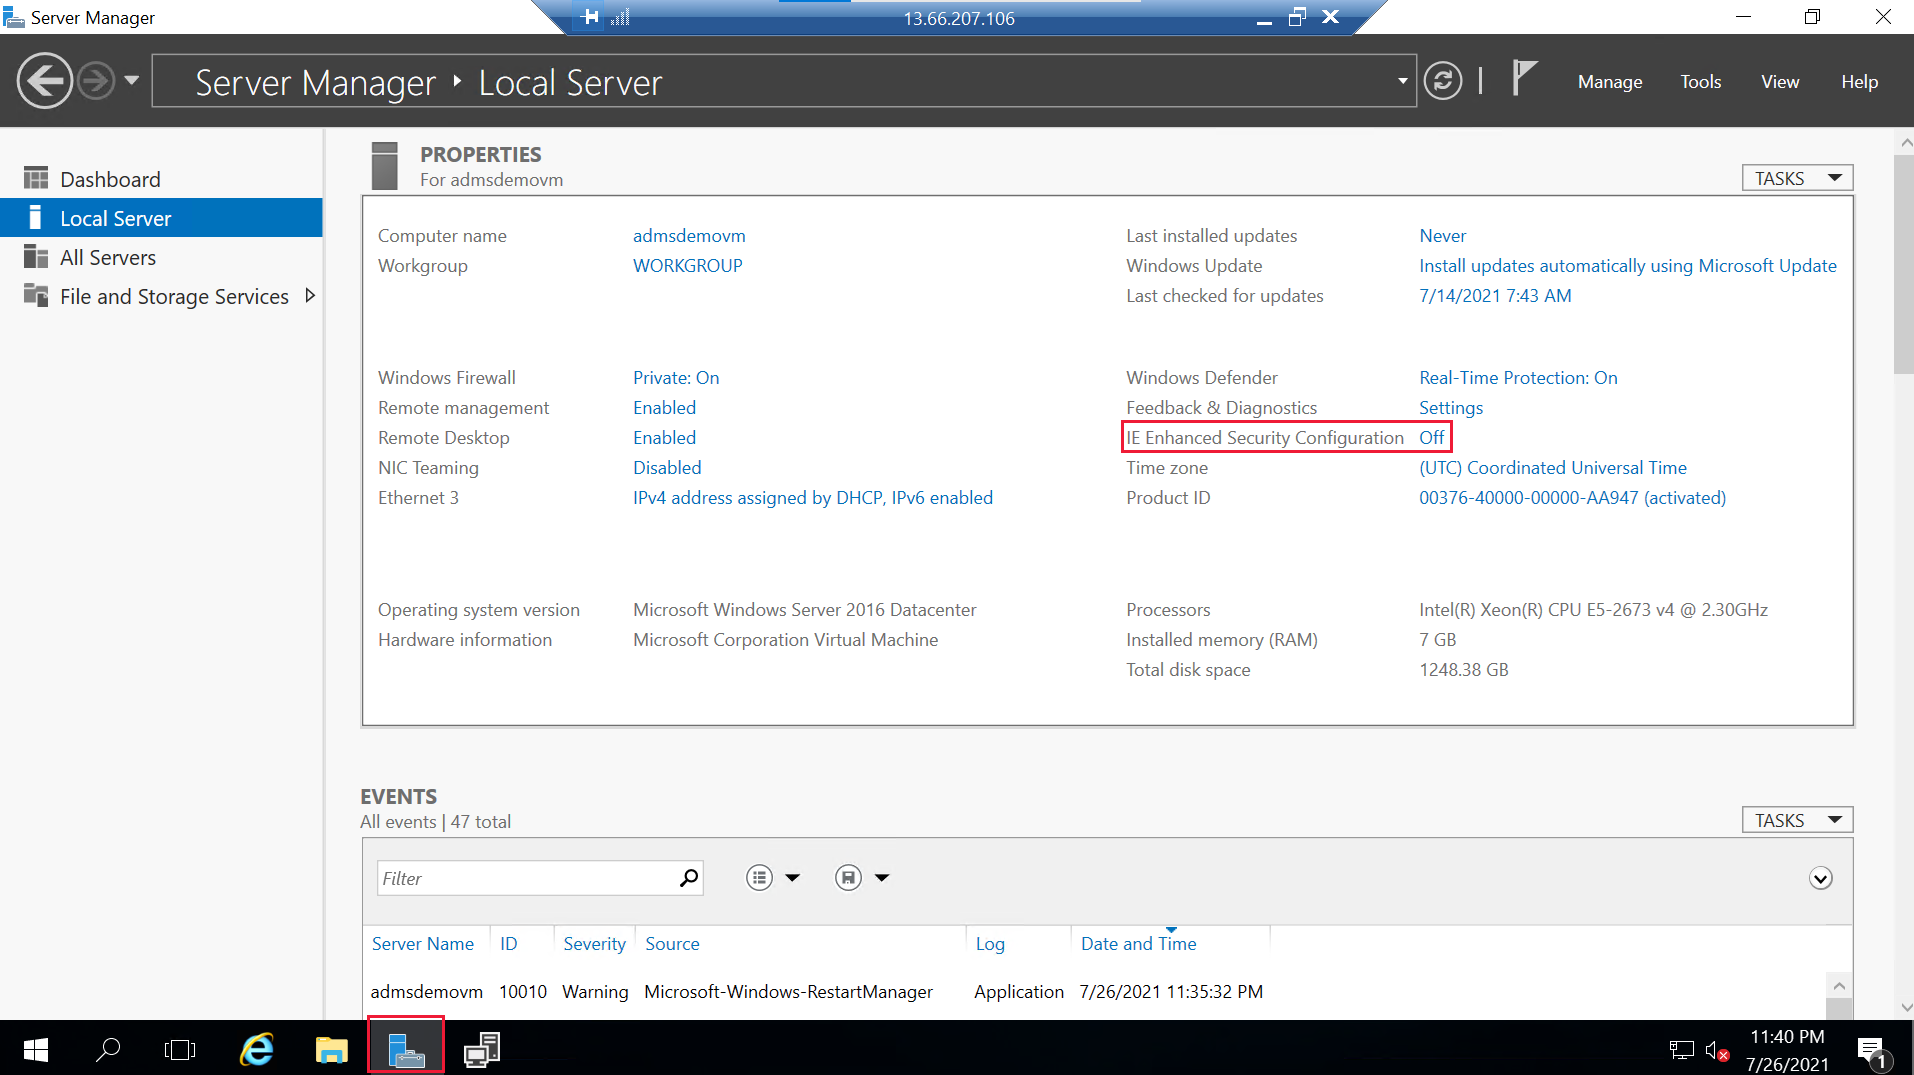 Server Manager
13.66.207.106
Server Manager ‣ Local Server
Manage Tools View Help
Dashboard
Local Server
All Servers
File and Storage Services
PROPERTIES
For admsdemovm
TASKS
Computer name admsdemovm
Workgroup WORKGROUP
Last installed updates Never
Windows Update Install updates automatically using Microsoft Update
Last checked for updates 7/14/2021 7:43 AM
Windows Firewall Private: On
Remote management Enabled
Remote Desktop Enabled
NIC Teaming Disabled
Ethernet 3 IPv4 address assigned by DHCP, IPv6 enabled
Windows Defender Real-Time Protection: On
Feedback & Diagnostics Settings
IE Enhanced Security Configuration Off
Time zone (UTC) Coordinated Universal Time
Product ID 00376-40000-00000-AA947 (activated)
Operating system version Microsoft Windows Server 2016 Datacenter
Hardware information Microsoft Corporation Virtual Machine
Processors Intel(R) Xeon(R) CPU E5-2673 v4 @ 2.30GHz
Installed memory (RAM) 7 GB
Total disk space 1248.38 GB
EVENTS
All events | 47 total
TASKS
Filter
Server Name ID Severity Source Log Date and Time
admsdemovm 10010 Warning Microsoft-Windows-RestartManager Application 7/26/2021 11:35:32 PM
11:40 PM
7/26/2021
1